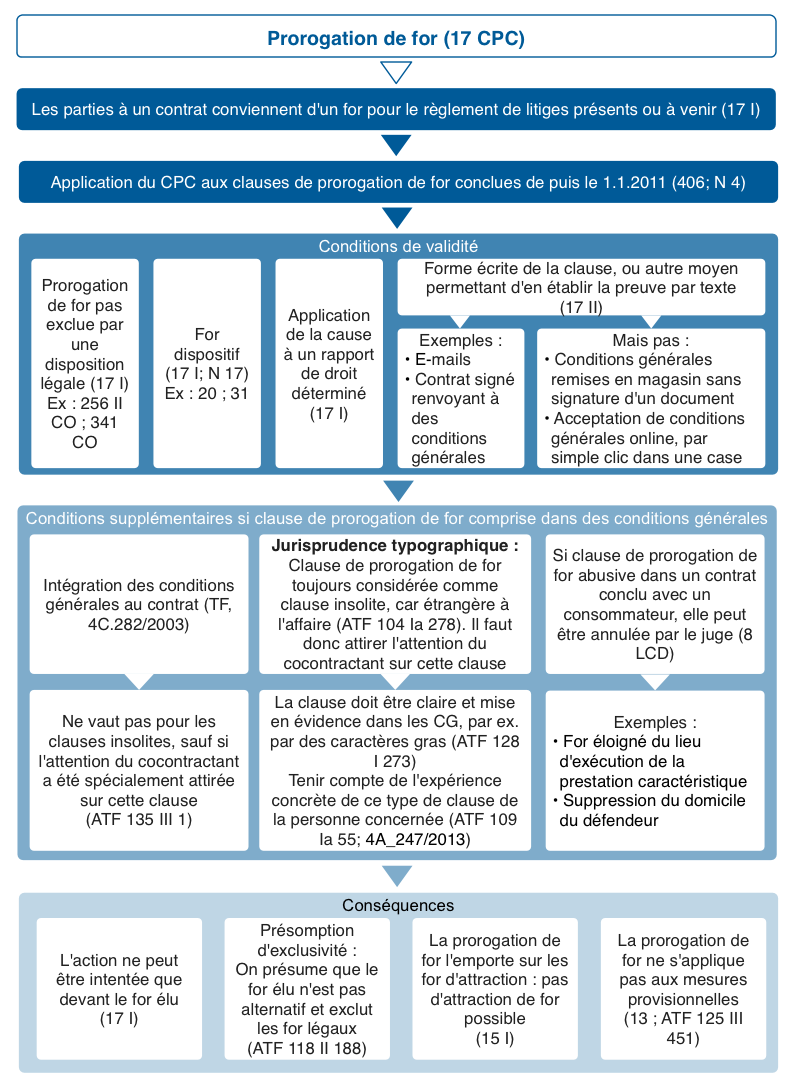 Prorogation de for (17 CPC)
Les parties à un contrat conviennent d'un for pour le règlement de litiges présents ou à venir (17 I)
Application du CPC aux clauses de prorogation de for conclues de puis le 1.1.2011 (406; N 4)
Conditions de validité
Prorogation
de for pas
exclue par
une
disposition
légale (17 I)
Ex : 256 II
CO ; 341
CO
For
dispositif
(17 I; N 17)
Ex : 20 ; 31
Application
de la cause
à un rapport
de droit
déterminé
(17 I)
Forme écrite de la clause, ou autre moyen
permettant d'en établir la preuve par texte
(17 II)
Exemples :
• E-mails
• Contrat signé
renvoyant à
des
conditions
générales
Mais pas :
• Conditions générales
remises en magasin sans
signature d'un document
• Acceptation de conditions
générales online, par
simple clic dans une case
Conditions supplémentaires si clause de prorogation de for comprise dans des conditions générales
Intégration des conditions
générales au contrat (TF,
4C.282/2003)
Ne vaut pas pour les
clauses insolites, sauf si
l'attention du cocontractant
a été spécialement attirée
sur cette clause
(ATF 135 III 1)
Jurisprudence typographique :
Clause de prorogation de for
toujours considérée comme
clause insolite, car étrangère à
l'affaire (ATF 104 Ia 278). Il faut
donc attirer l'attention du
cocontractant sur cette clause
La clause doit être claire et mise
en évidence dans les CG, par ex.
par des caractères gras (ATF 128
I 273)
Tenir compte de l'expérience
concrète de ce type de clause de
la personne concernée (ATF 109
Ia 55; 4A_247/2013)
Si clause de prorogation de
for abusive dans un contrat
conclu avec un
consommateur, elle peut
être annulée par le juge (8
LCD)
Exemples :
• For éloigné du lieu
d'exécution de la
prestation caractéristique
• Suppression du domicile
du défendeur
Conséquences
L'action ne peut
être intentée que
devant le for élu
(17 I)
Présomption
d'exclusivité :
On présume que le
for élu n'est pas
alternatif et exclut
les for légaux
(ATF 118 II 188)
La prorogation de
for l'emporte sur les
for d'attraction : pas
d'attraction de for
possible
(15 I)
La prorogation de
for ne s'applique
pas aux mesures
provisionnelles
(13 ; ATF 125 III
451)